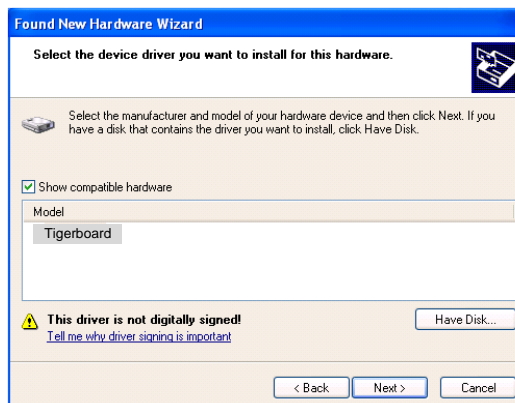 Found New Hardware Wizard
Select the device driver you want to install for this hardware.
Select the manufacturer and model of your hardware device and then click Next. If you
have a disk that contains the driver you want to install, click Have Disk.
Show compatible hardware
Model
Tigerboard
This driver is not digitally signed!
Tell me why driver signing is important
Have Disk...
< Back
Next >
Cancel